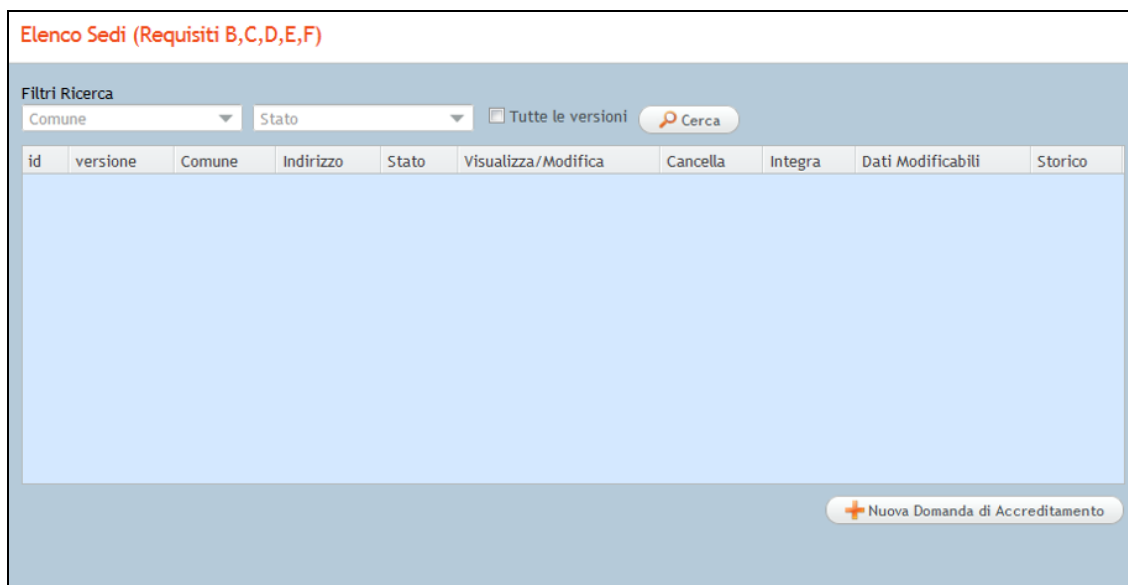 Elenco Sedi (Requisiti B,C,D,E,F)
Filtri Ricerca
Comune Stato Tutte le versioni Cerca
id versione Comune Indirizzo Stato Visualizza/Modifica Cancella Integra Dati Modificabili Storico
Nuova Domanda di Accreditamento